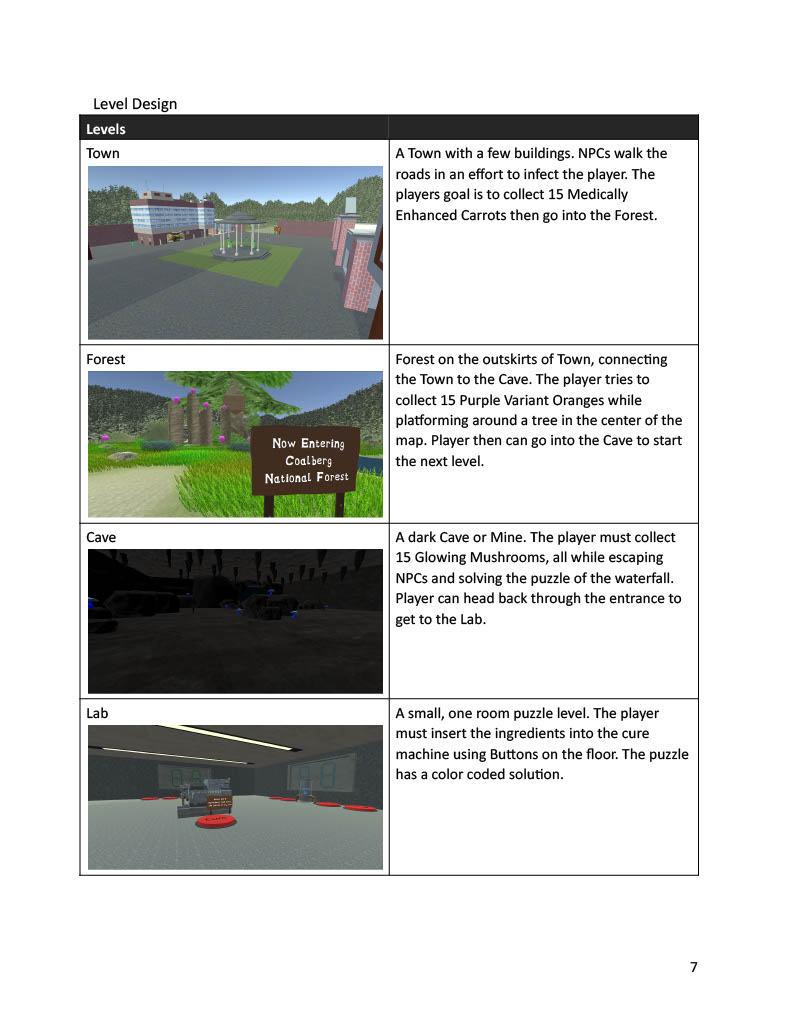 Level Design
Levels
Town
A Town with a few buildings. NPCs walk the
roads in an effort to infect the player. The
players goal is to collect 15 Medically
Enhanced Carrots then go into the Forest.
Forest
Now Entering
Coalberg
National Forest
Forest on the outskirts of Town, connecting
the Town to the Cave. The player tries to
collect 15 Purple Variant Oranges while
platforming around a tree in the center of the
map. Player then can go into the Cave to start
the next level.
Cave
A dark Cave or Mine. The player must collect
15 Glowing Mushrooms, all while escaping
NPCs and solving the puzzle of the waterfall.
Player can head back through the entrance to
get to the Lab.
Lab
Cure
A small, one room puzzle level. The player
must insert the ingredients into the cure
machine using Buttons on the floor. The puzzle
has a color coded solution.
7